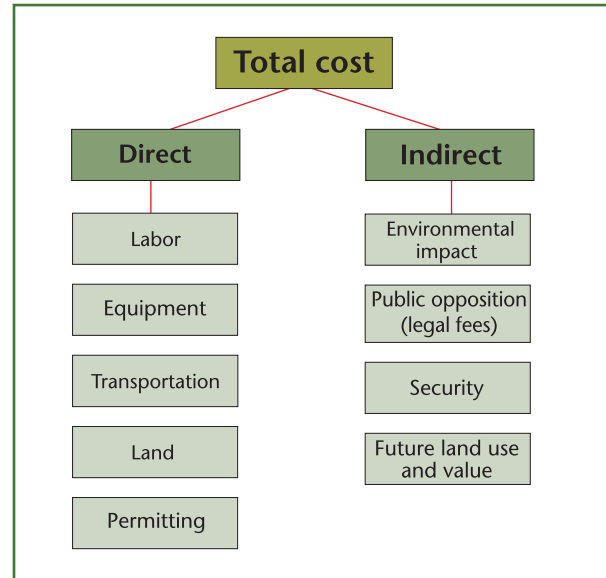 Total cost
Direct
Labor
Equipment
Transportation
Land
Permitting
Indirect
Environmental
impact
Public opposition
(legal fees)
Security
Future land use
and value